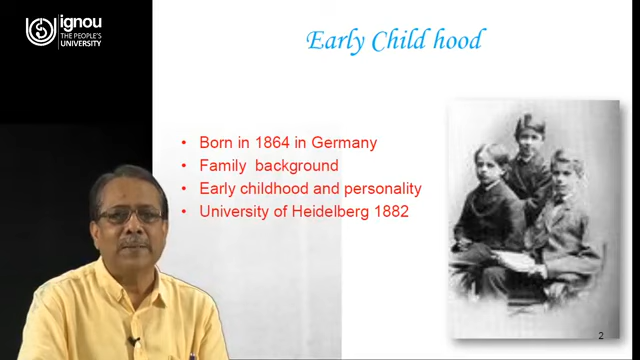 ignou
THE PEOPLE'S
UNIVERSITY
Early Child hood
• Born in 1864 in Germany
• Family background
• Early childhood and personality
• University of Heidelberg 1882
2